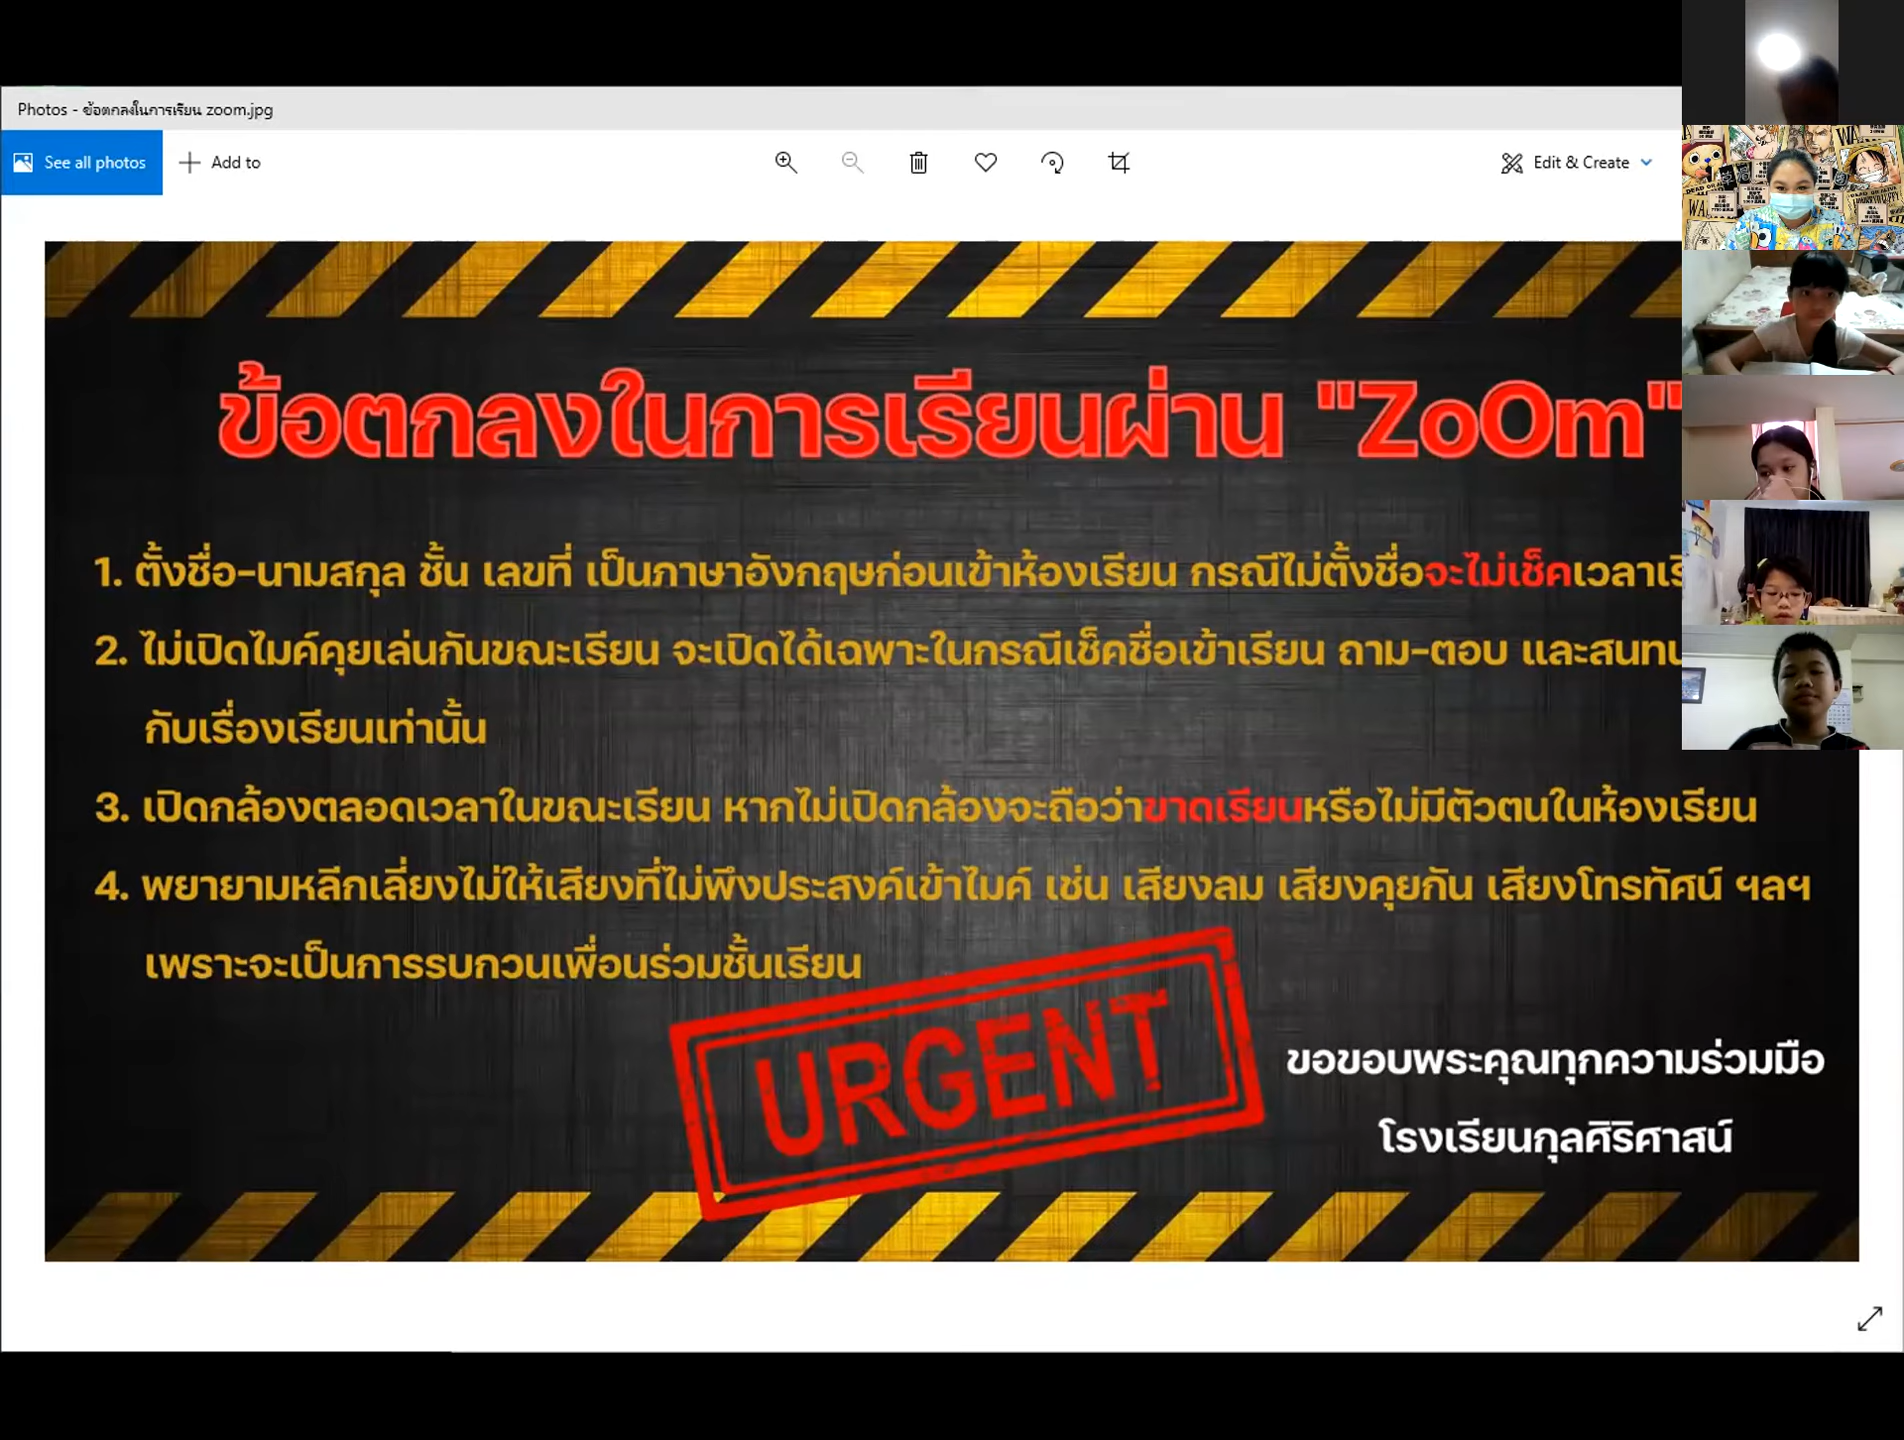 Photos - ข้อตกลงในการเรียน zoom.jpg
See all photos
Add to
Edit & Create
ข้อตกลงในการเรียนผ่าน "ZoOm"
1. ตั้งชื่อ-นามสกุล ชั้น เลขที่ เป็นภาษาอังกฤษก่อนเข้าห้องเรียน กรณีไม่ตั้งชื่อจะไม่เช็คเวลาเรี
2. ไม่เปิดไมค์คุยเล่นกันขณะเรียน จะเปิดได้เฉพาะในกรณีเช็คชื่อเข้าเรียน ถาม-ตอบ และสนทน
กับเรื่องเรียนเท่านั้น
3. เปิดกล้องตลอดเวลาในขณะเรียน หากไม่เปิดกล้องจะถือว่าขาดเรียนหรือไม่มีตัวตนในห้องเรียน
4. พยายามหลีกเลี่ยงไม่ให้เสียงที่ไม่พึงประสงค์เข้าไมค์ เช่น เสียงลม เสียงคุยกัน เสียงโทรทัศน์ ฯลฯ
เพราะจะเป็นการรบกวนเพื่อนร่วมชั้นเรียน
URGENT
ขอขอบพระคุณทุกความร่วมมือ
โรงเรียนกุลศิริศาสน์